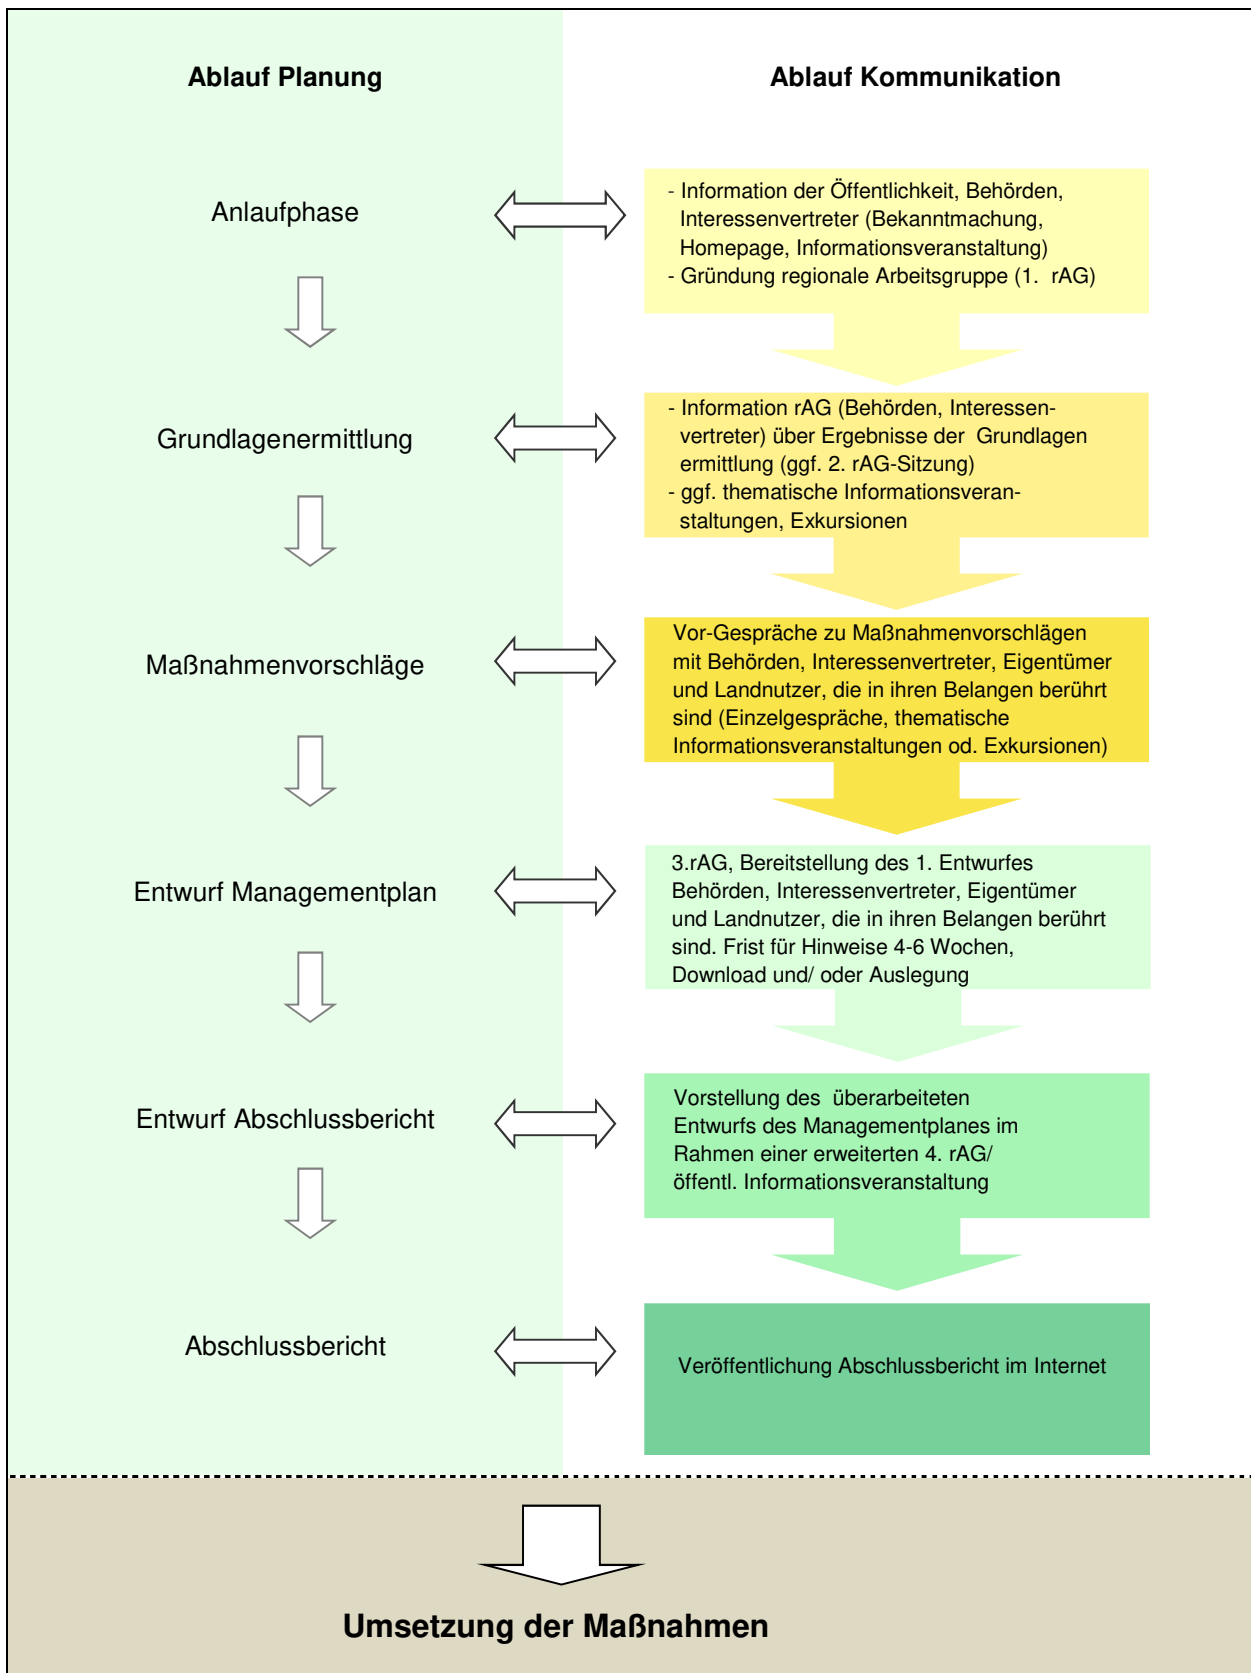 Ablauf Planung
Ablauf Kommunikation
Anlaufphase
- Information der Öffentlichkeit, Behörden,
Interessenvertreter (Bekanntmachung,
Homepage, Informationsveranstaltung)
- Gründung regionale Arbeitsgruppe (1. rAG)
Grundlagenermittlung
- Information rAG (Behörden, Interessen-
vertreter) über Ergebnisse der Grundlagen
ermittlung (ggf. 2. rAG-Sitzung)
- ggf. thematische Informationsveran-
staltungen, Exkursionen
Maßnahmenvorschläge
Vor-Gespräche zu Maßnahmenvorschlägen
mit Behörden, Interessenvertreter, Eigentümer
und Landnutzer, die in ihren Belangen berührt
sind (Einzelgespräche, thematische
Informationsveranstaltungen od. Exkursionen)
Entwurf Managementplan
3.rAG, Bereitstellung des 1. Entwurfes
Behörden, Interessenvertreter, Eigentümer
und Landnutzer, die in ihren Belangen berührt
sind. Frist für Hinweise 4-6 Wochen,
Download und/ oder Auslegung
Entwurf Abschlussbericht
Vorstellung des überarbeiteten
Entwurfs des Managementplanes im
Rahmen einer erweiterten 4. rAG/
öffentl. Informationsveranstaltung
Abschlussbericht
Veröffentlichung Abschlussbericht im Internet
Umsetzung der Maßnahmen